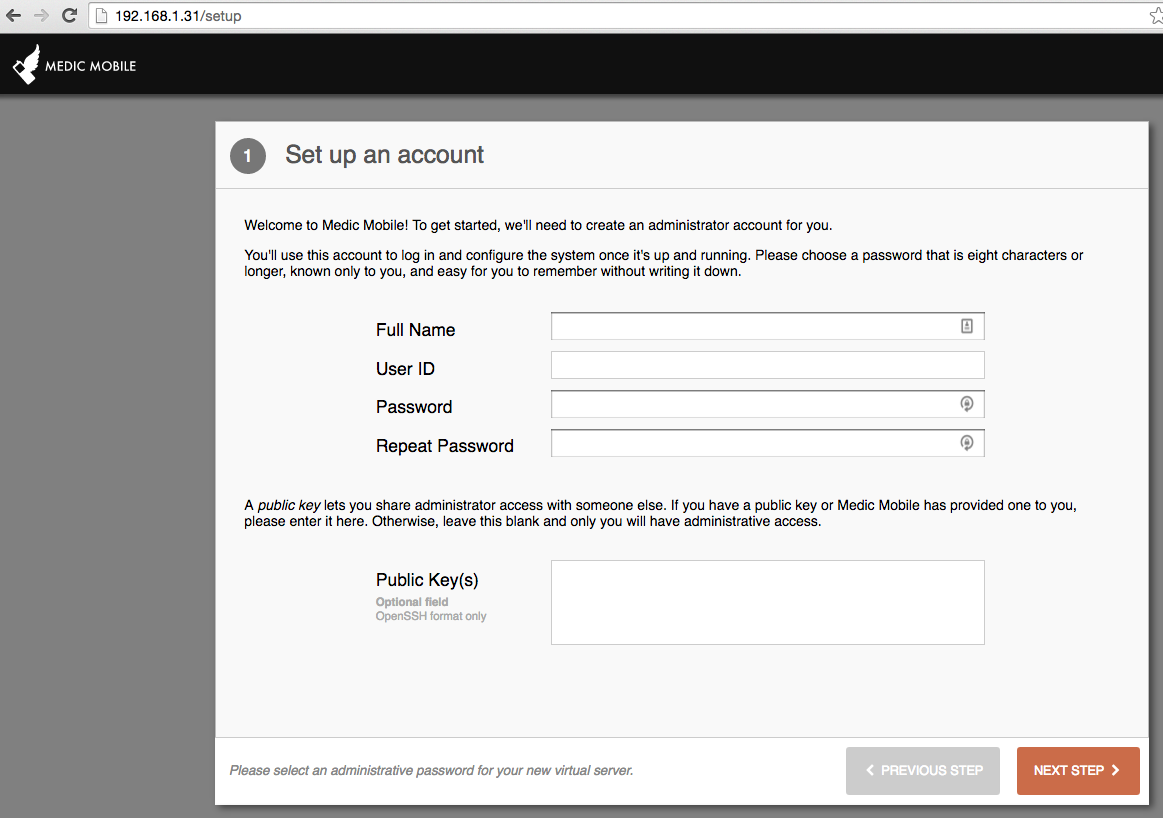 192.168.1.31/setup
MEDIC MOBILE
1 Set up an account
Welcome to Medic Mobile! To get started, we'll need to create an administrator account for you.
You'll use this account to log in and configure the system once it's up and running. Please choose a password that is eight characters or
longer, known only to you, and easy for you to remember without writing it down.
Full Name
User ID
Password
Repeat Password
A public key lets you share administrator access with someone else. If you have a public key or Medic Mobile has provided one to you,
please enter it here. Otherwise, leave this blank and only you will have administrative access.
Public Key(s)
Optional field
OpenSSH format only
Please select an administrative password for your new virtual server.
PREVIOUS STEP
NEXT STEP